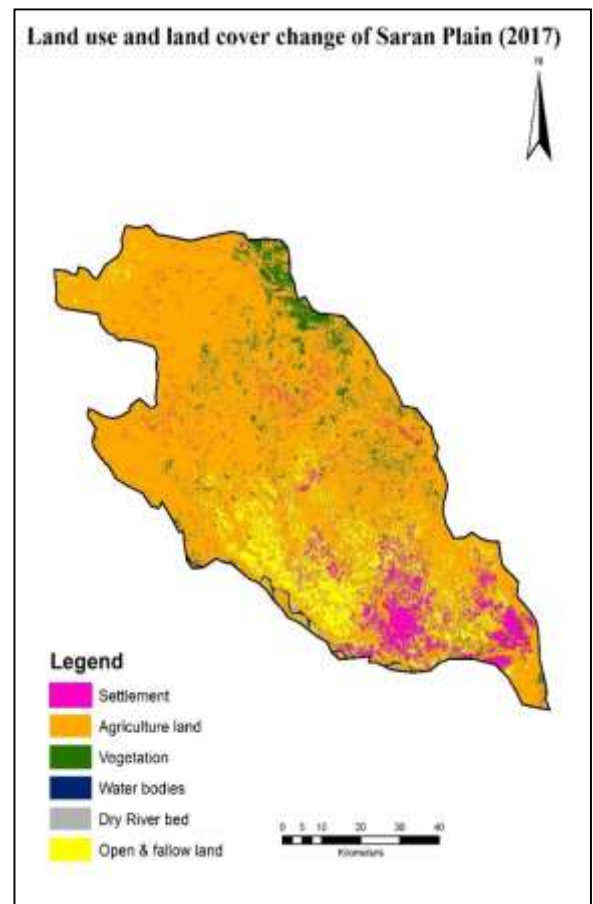 Land use and land cover change of Saran Plain (2017)
N
Legend
Settlement
Agriculture land
Vegetation
Water bodies
Dry River bed
Open & fallow land
0 5 10 20 30 40
Kilometers